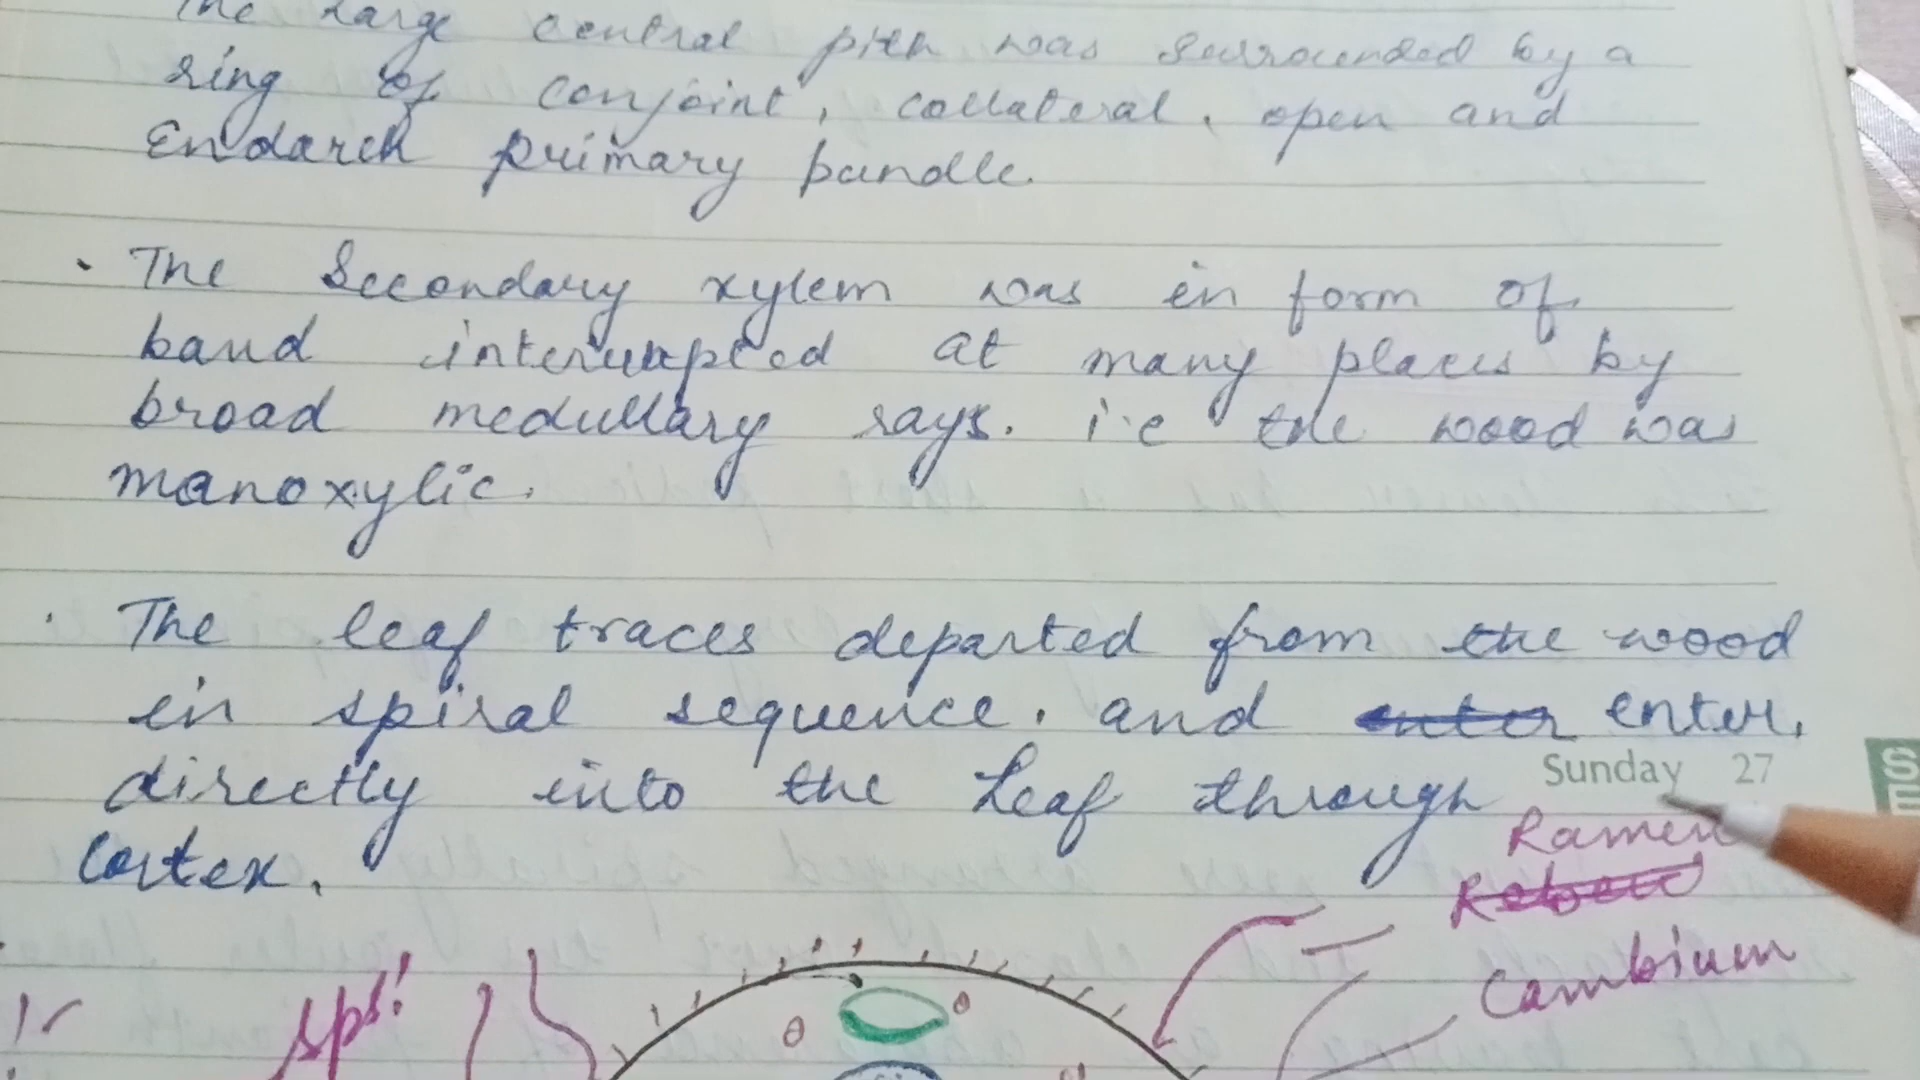 The large central pith was surrounded by a
ring of conjoint, collateral, open and
Endarch primary bundle.
The Secondary xylem was in form of
band interrupted at many places by
broad medullary rays. i.e the wood was
manoxylic.
The leaf traces departed from the wood
in spiral sequence. and enter enter,
directly into the Leaf through
Cortex.
Sunday 27
Cambium